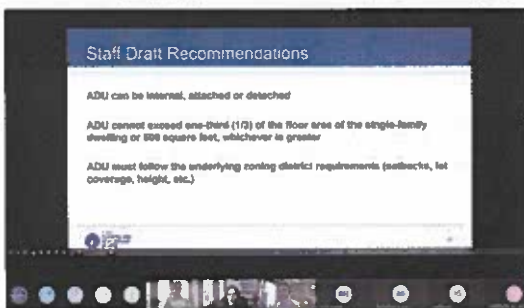 Staff Draft Recommendations
ADU can be internal, attached or detached
ADU cannot exceed one-third (1/3) of the floor area of the single-family
dwelling or 500 square feet, whichever is greater
ADU must follow the underlying zoning district requirements (setbacks, lot
coverage, height, etc.)